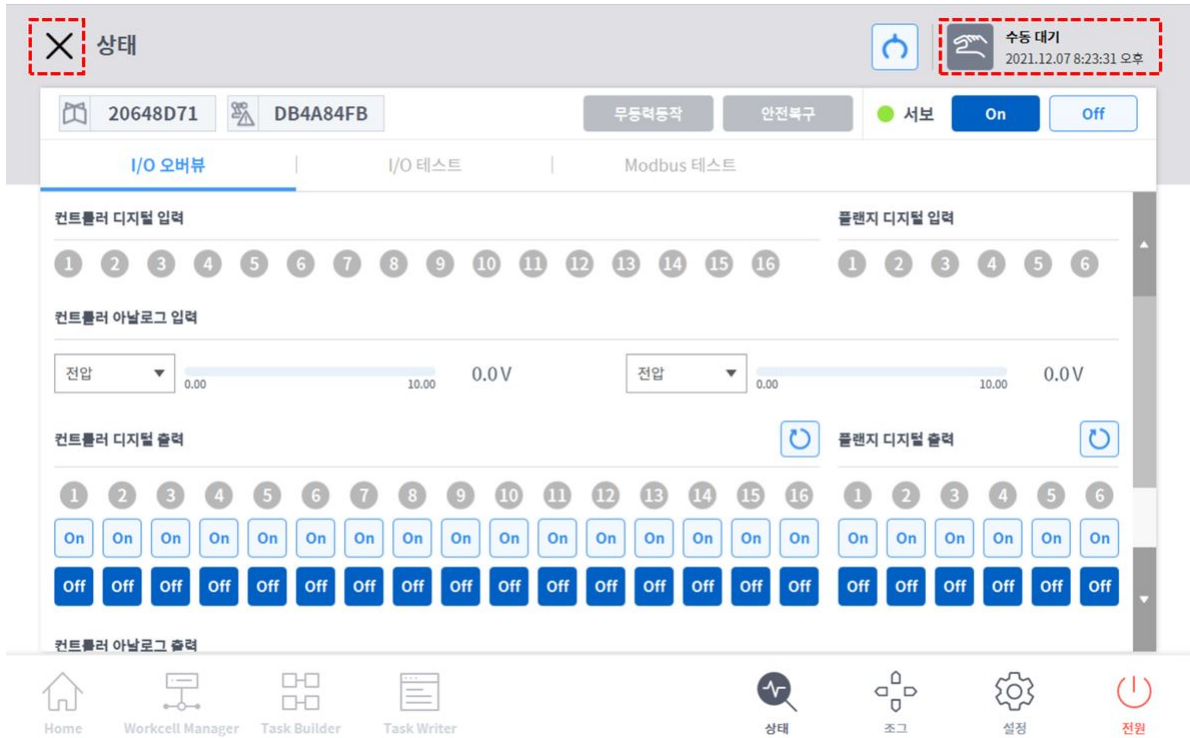 상태
수동 대기
2021.12.07 8:23:31 오후
20648D71 DB4A84FB 무동력등작 안전복구 서보 On Off
I/O 오버뷰 I/O 테스트 Modbus 테스트
컨트롤러 디지털 입력 플랜지 디지털 입력
1 2 3 4 5 6 7 8 9 10 11 12 13 14 15 16 1 2 3 4 5 6
컨트롤러 아날로그 입력
전압 0.00 10.00 0.0 V 전압 0.00 10.00 0.0 V
컨트롤러 디지털 출력 플랜지 디지털 출력
1 2 3 4 5 6 7 8 9 10 11 12 13 14 15 16 1 2 3 4 5 6
On On On On On On On On On On On On On On On On On On On On On On
Off Off Off Off Off Off Off Off Off Off Off Off Off Off Off Off Off Off Off Off Off Off
컨트롤러 아날로그 출력
Home Workcell Manager Task Builder Task Writer 상태 조그 설정 전원